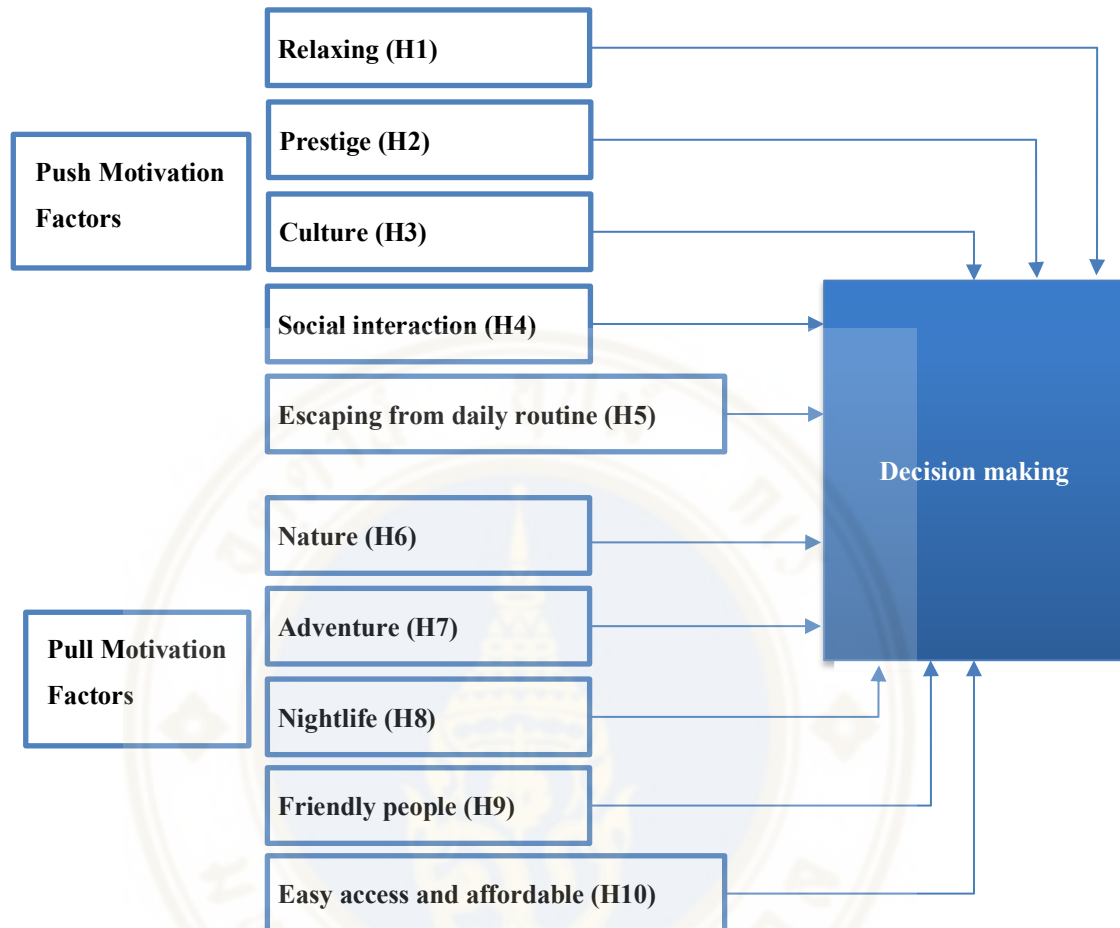 Relaxing (H1)
Prestige (H2)
Push Motivation
Factors
Culture (H3)
Social interaction (H4)
Escaping from daily routine (H5)
Decision making
Nature (H6)
Adventure (H7)
Pull Motivation
Factors
Nightlife (H8)
Friendly people (H9)
Easy access and affordable (H10)